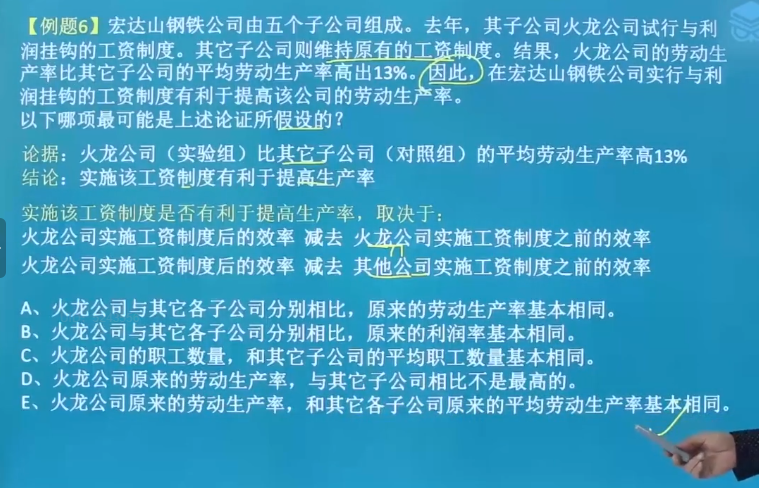 【例题6】宏达山钢铁公司由五个子公司组成。去年，其子公司火龙公司试行与利
润挂钩的工资制度。其它子公司则维持原有的工资制度。结果，火龙公司的劳动生
产率比其它子公司的平均劳动生产率高出13%。因此，在宏达山钢铁公司实行与利
润挂钩的工资制度有利于提高该公司的劳动生产率。
以下哪项最可能是上述论证所假设的？
论据：火龙公司（实验组）比其它子公司（对照组）的平均劳动生产率高13%
结论：实施该工资制度有利于提高生产率
实施该工资制度是否有利于提高生产率，取决于：
火龙公司实施工资制度后的效率 减去 火龙公司实施工资制度之前的效率
火龙公司实施工资制度后的效率 减去 其他公司实施工资制度之前的效率
A、火龙公司与其它各子公司分别相比，原来的劳动生产率基本相同。
B、火龙公司与其它各子公司分别相比，原来的利润率基本相同。
C、火龙公司的职工数量，和其它子公司的平均职工数量基本相同。
D、火龙公司原来的劳动生产率，与其它子公司相比不是最高的。
E、火龙公司原来的劳动生产率，和其它各子公司原来的平均劳动生产率基本相同。